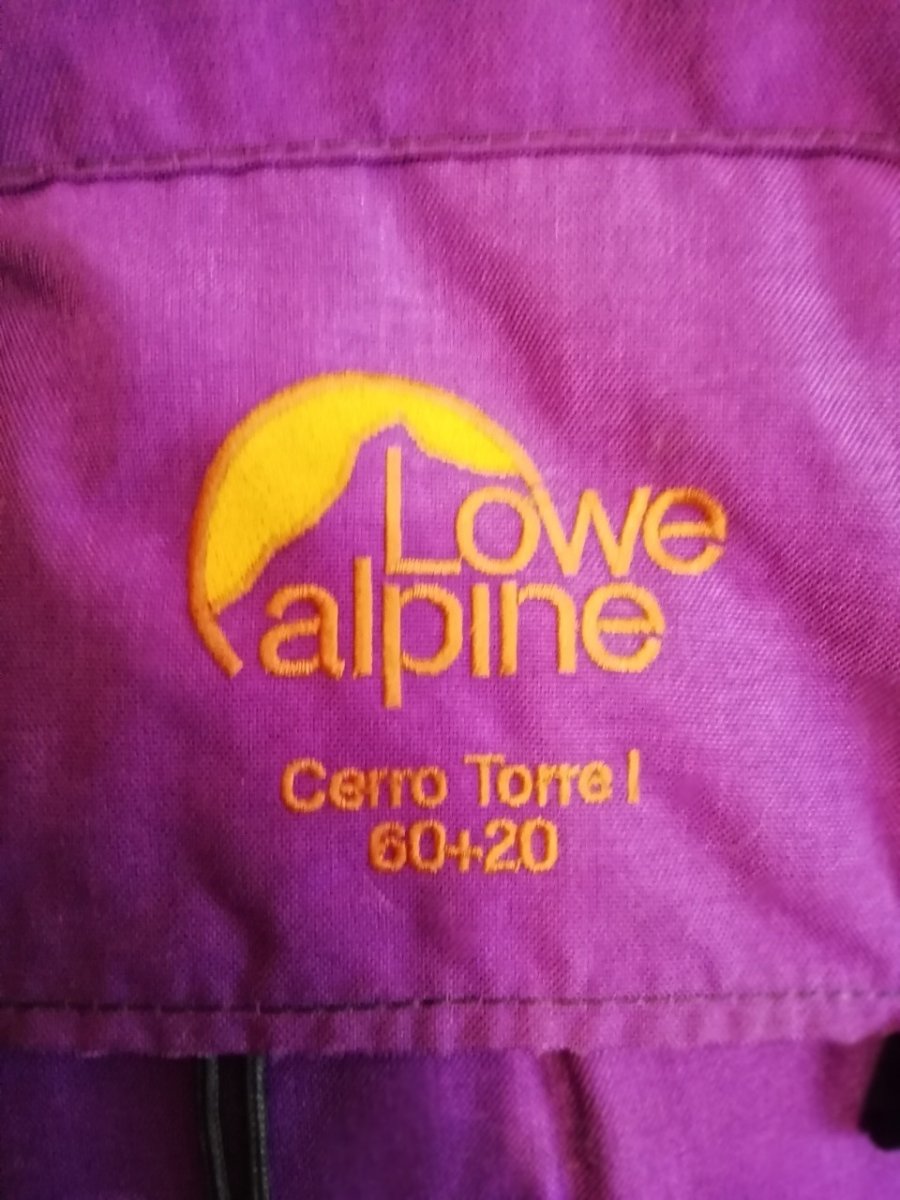 Lowe
alpine
Cerro Torre I
60+20